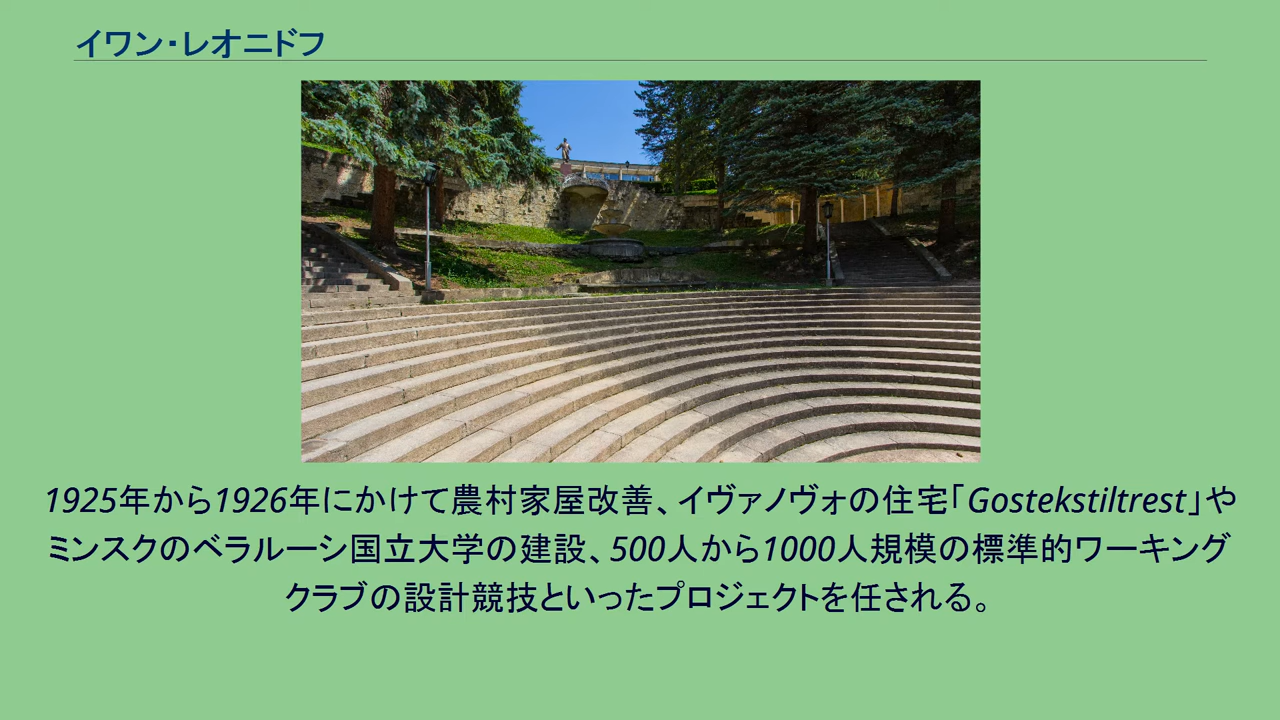 イワン・レオニドフ
1925年から1926年にかけて農村家屋改善、イヴァノヴォの住宅「Gostekstiltrest」や
ミンスクのベラルーシ国立大学の建設、500人から1000人規模の標準的ワーキング
クラブの設計競技といったプロジェクトを任される。